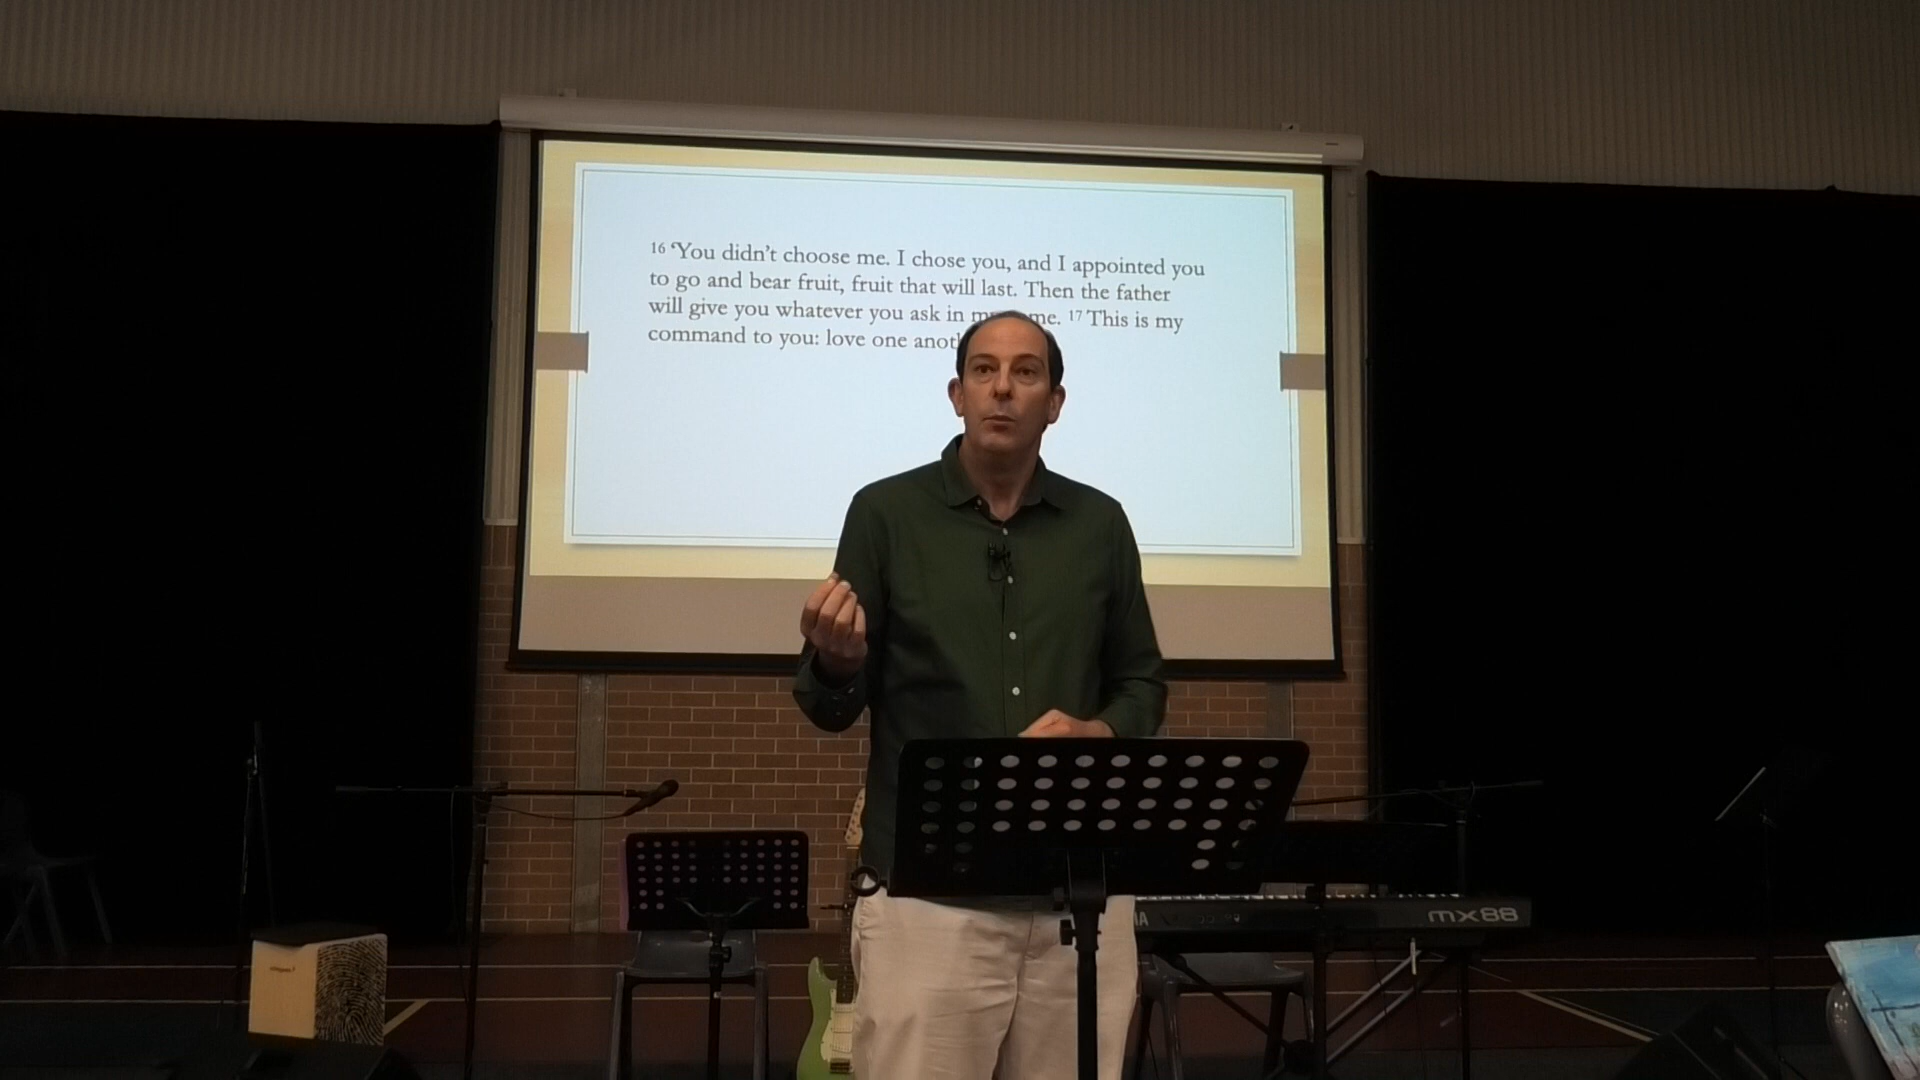 16 ‘You didn’t choose me. I chose you, and I appointed you
to go and bear fruit, fruit that will last. Then the father
will give you whatever you ask in me. 17 This is my
command to you: love one
MX88